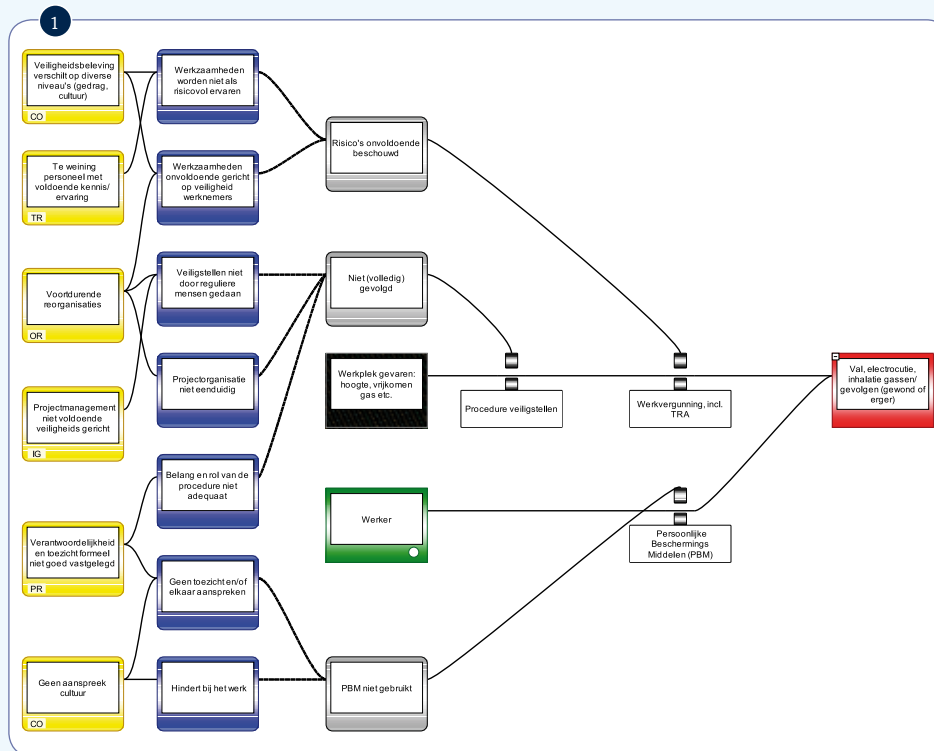 1
Veiligheidsbeleving
verschilt op diverse
niveau's (gedrag,
cultuur)
CO
Werkzaamheden
worden niet als
risicovol ervaren
Risico's onvoldoende
beschouwd
Te weining
personeel met
voldoende kennis/
ervaring
TR
Werkzaamheden
onvoldoende gericht
op veiligheid
werknemers
Voortdurende
reorganisaties
OR
Veiligstellen niet
door reguliere
mensen gedaan
Niet (volledig)
gevolgd
Projectorganisatie
niet eenduidig
Werkplek gevaren:
hoogte, vrijkomen
gas etc.
Procedure veiligstellen
Werkvergunning, incl.
TRA
Val, electrocutie,
inhalatie gassen/
gevolgen (gewond of
erger)
Projectmanagement
niet voldoende
veiligheids gericht
IG
Belang en rol van de
procedure niet
adequaat
Werker
Persoonlijke
Beschermings
Middelen (PBM)
Verantwoordelijkheid
en toezicht formeel
niet goed vastgelegd
PR
Geen toezicht en/of
elkaar aanspreken
Geen aanspreek
cultuur
CO
Hindert bij het werk
PBM niet gebruikt